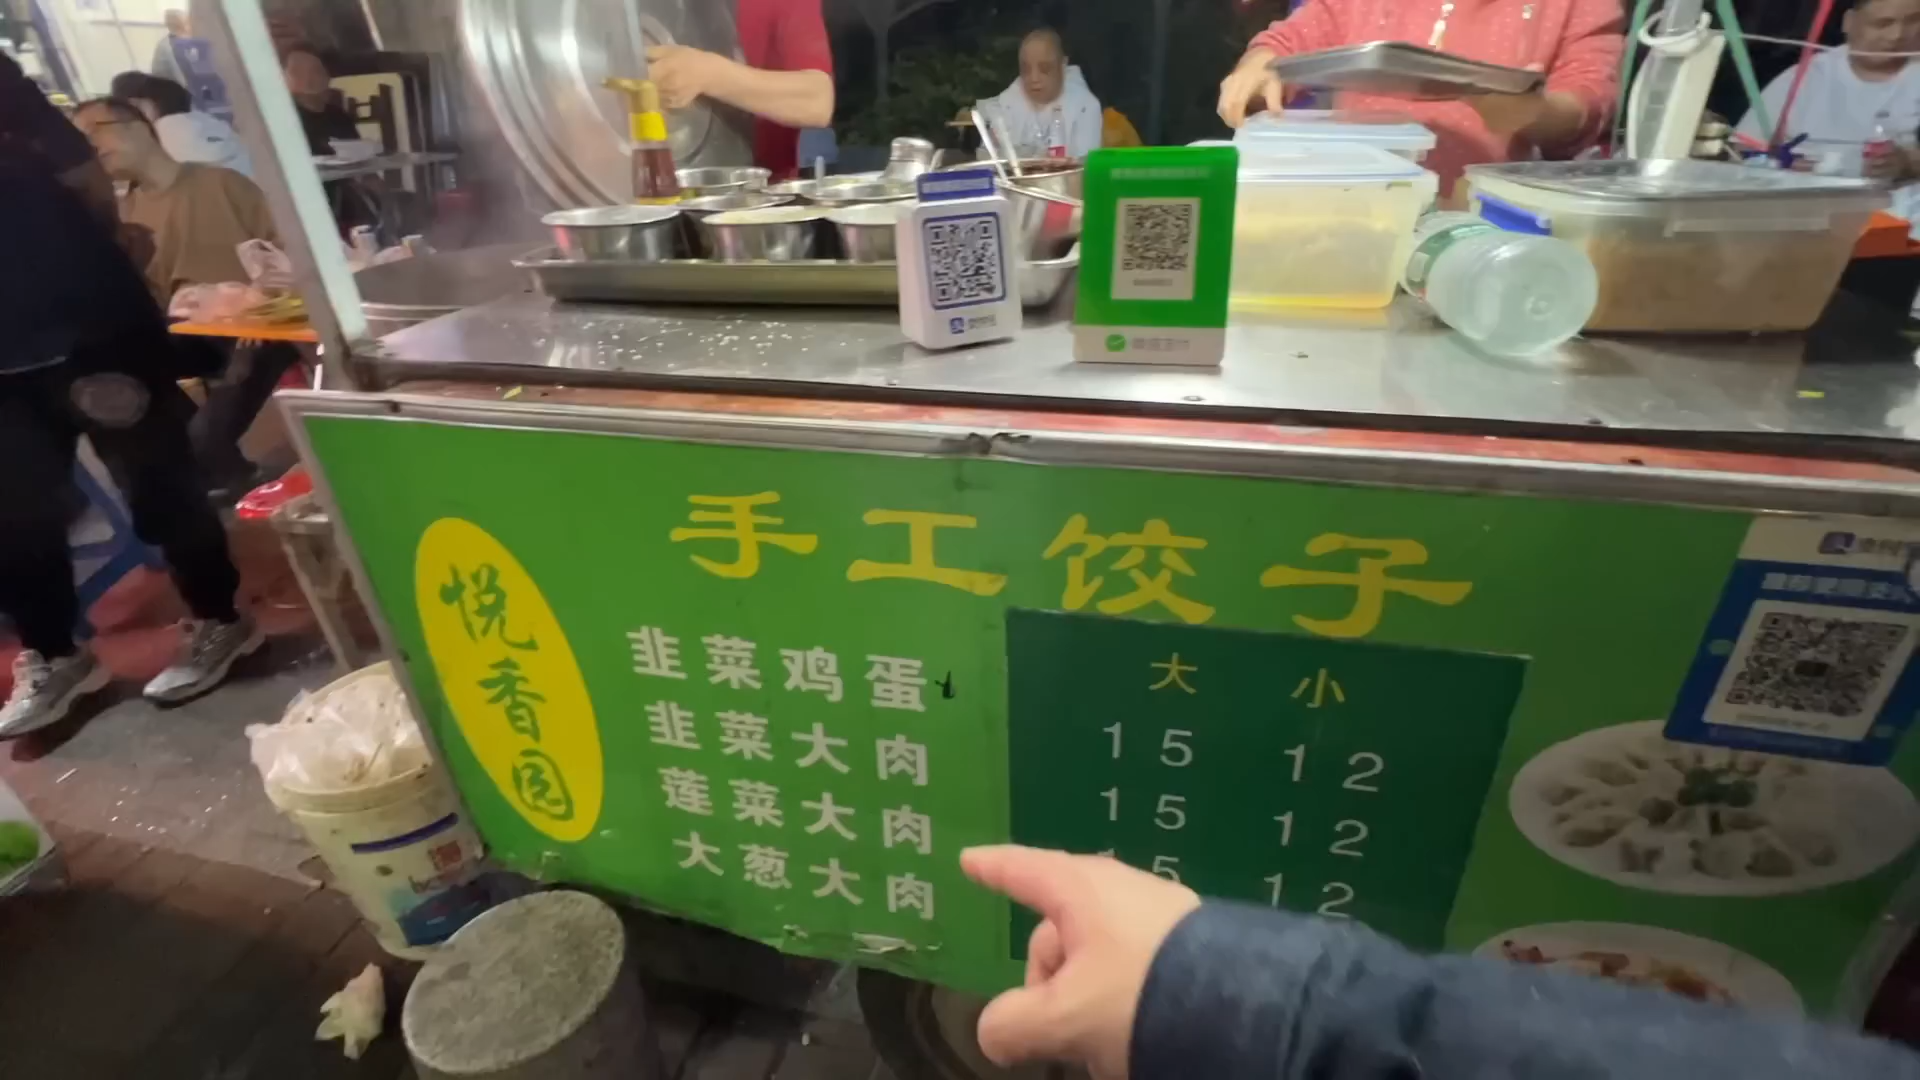 手工饺子
悦香园
大 小
韭菜鸡蛋 15 12
韭菜大肉 15 12
莲菜大肉 5 12
大葱大肉